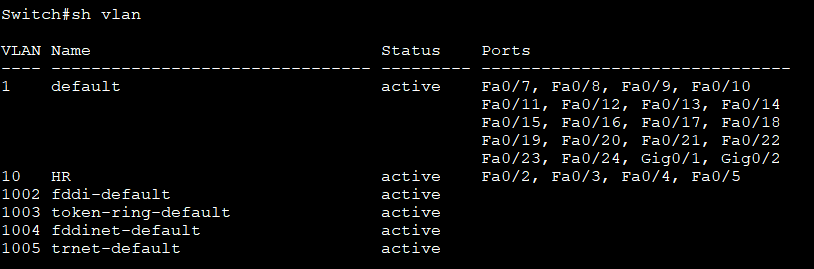 Switch#sh vlan
VLAN Name                             Status    Ports
---- -------------------------------- --------- -------------------------------
1    default                          active    Fa0/7, Fa0/8, Fa0/9, Fa0/10
                                                Fa0/11, Fa0/12, Fa0/13, Fa0/14
                                                Fa0/15, Fa0/16, Fa0/17, Fa0/18
                                                Fa0/19, Fa0/20, Fa0/21, Fa0/22
                                                Fa0/23, Fa0/24, Gig0/1, Gig0/2
10   HR                               active    Fa0/2, Fa0/3, Fa0/4, Fa0/5
1002 fddi-default                     active
1003 token-ring-default               active
1004 fddinet-default                  active
1005 trnet-default                    active